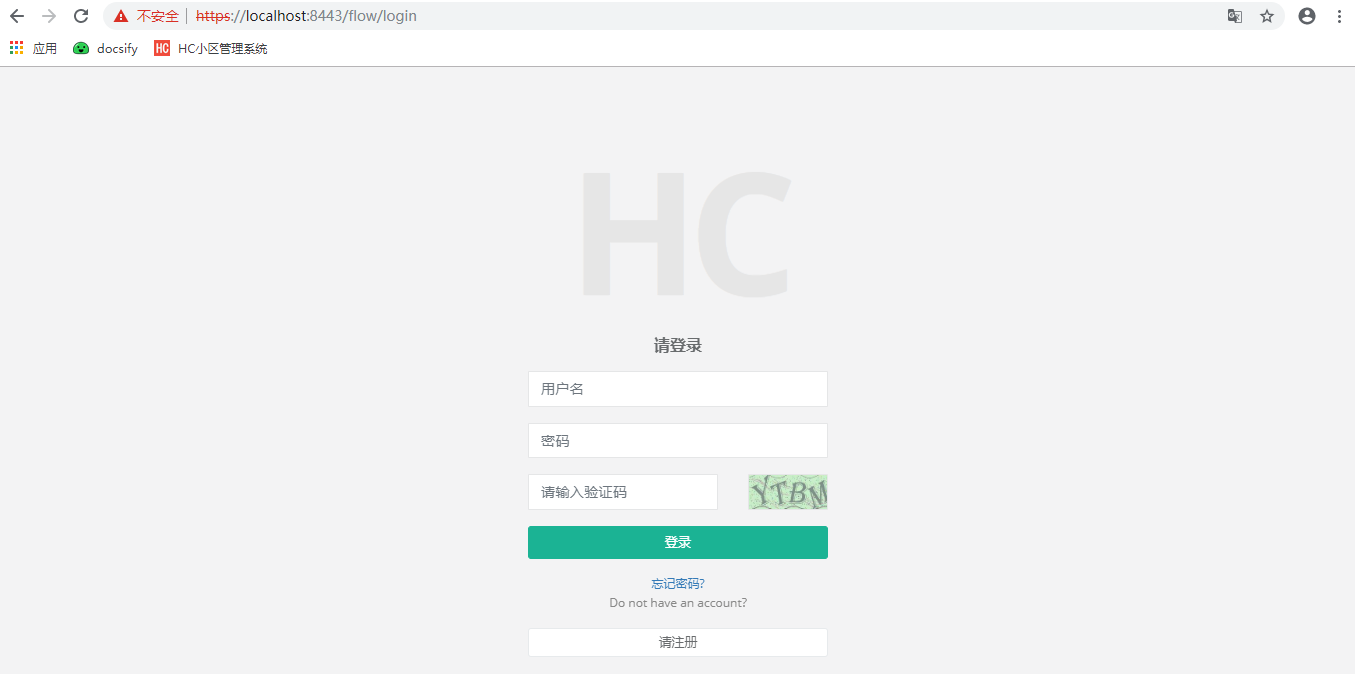 不安全 https://localhost:8443/flow/login
应用 docsify HC HC小区管理系统
HC
请登录
用户名
密码
请输入验证码 YTBM
登录
忘记密码?
Do not have an account?
请注册